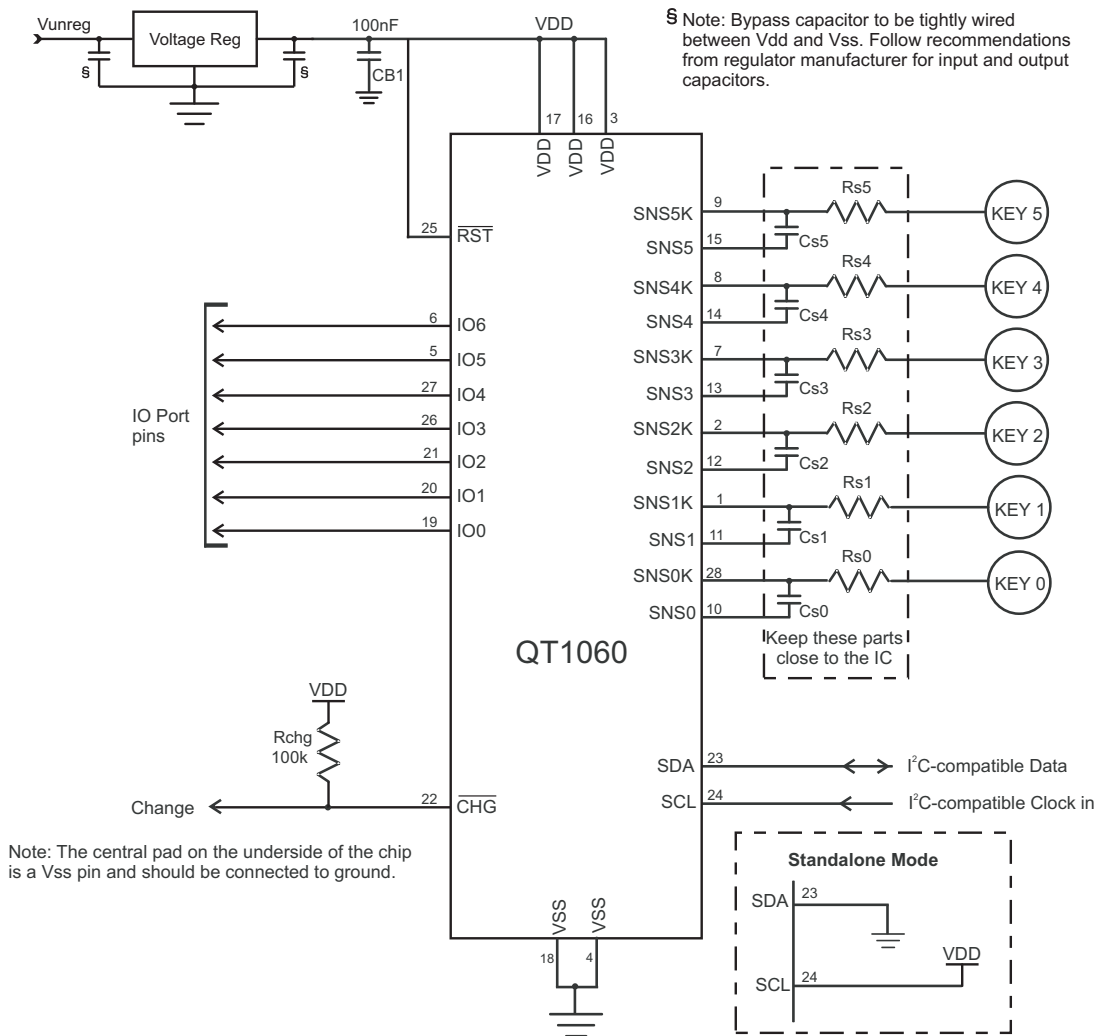 Vunreg
Voltage Reg
§
§
100nF
CB1
VDD
§ Note: Bypass capacitor to be tightly wired
between Vdd and Vss. Follow recommendations
from regulator manufacturer for input and output
capacitors.
17 16 3
VDD VDD VDD
25 RST
IO Port
pins
6 IO6
5 IO5
27 IO4
26 IO3
21 IO2
20 IO1
19 IO0
SNS5K 9 Rs5 KEY 5
SNS5 15 Cs5
SNS4K 8 Rs4 KEY 4
SNS4 14 Cs4
SNS3K 7 Rs3 KEY 3
SNS3 13 Cs3
SNS2K 2 Rs2 KEY 2
SNS2 12 Cs2
SNS1K 1 Rs1 KEY 1
SNS1 11 Cs1
SNS0K 28 Rs0 KEY 0
SNS0 10 Cs0
Keep these parts
close to the IC
QT1060
VDD
Rchg
100k
Change 22 CHG
SDA 23 I²C-compatible Data
SCL 24 I²C-compatible Clock in
Note: The central pad on the underside of the chip
is a Vss pin and should be connected to ground.
VSS VSS
18 4
Standalone Mode
SDA 23
VDD
SCL 24